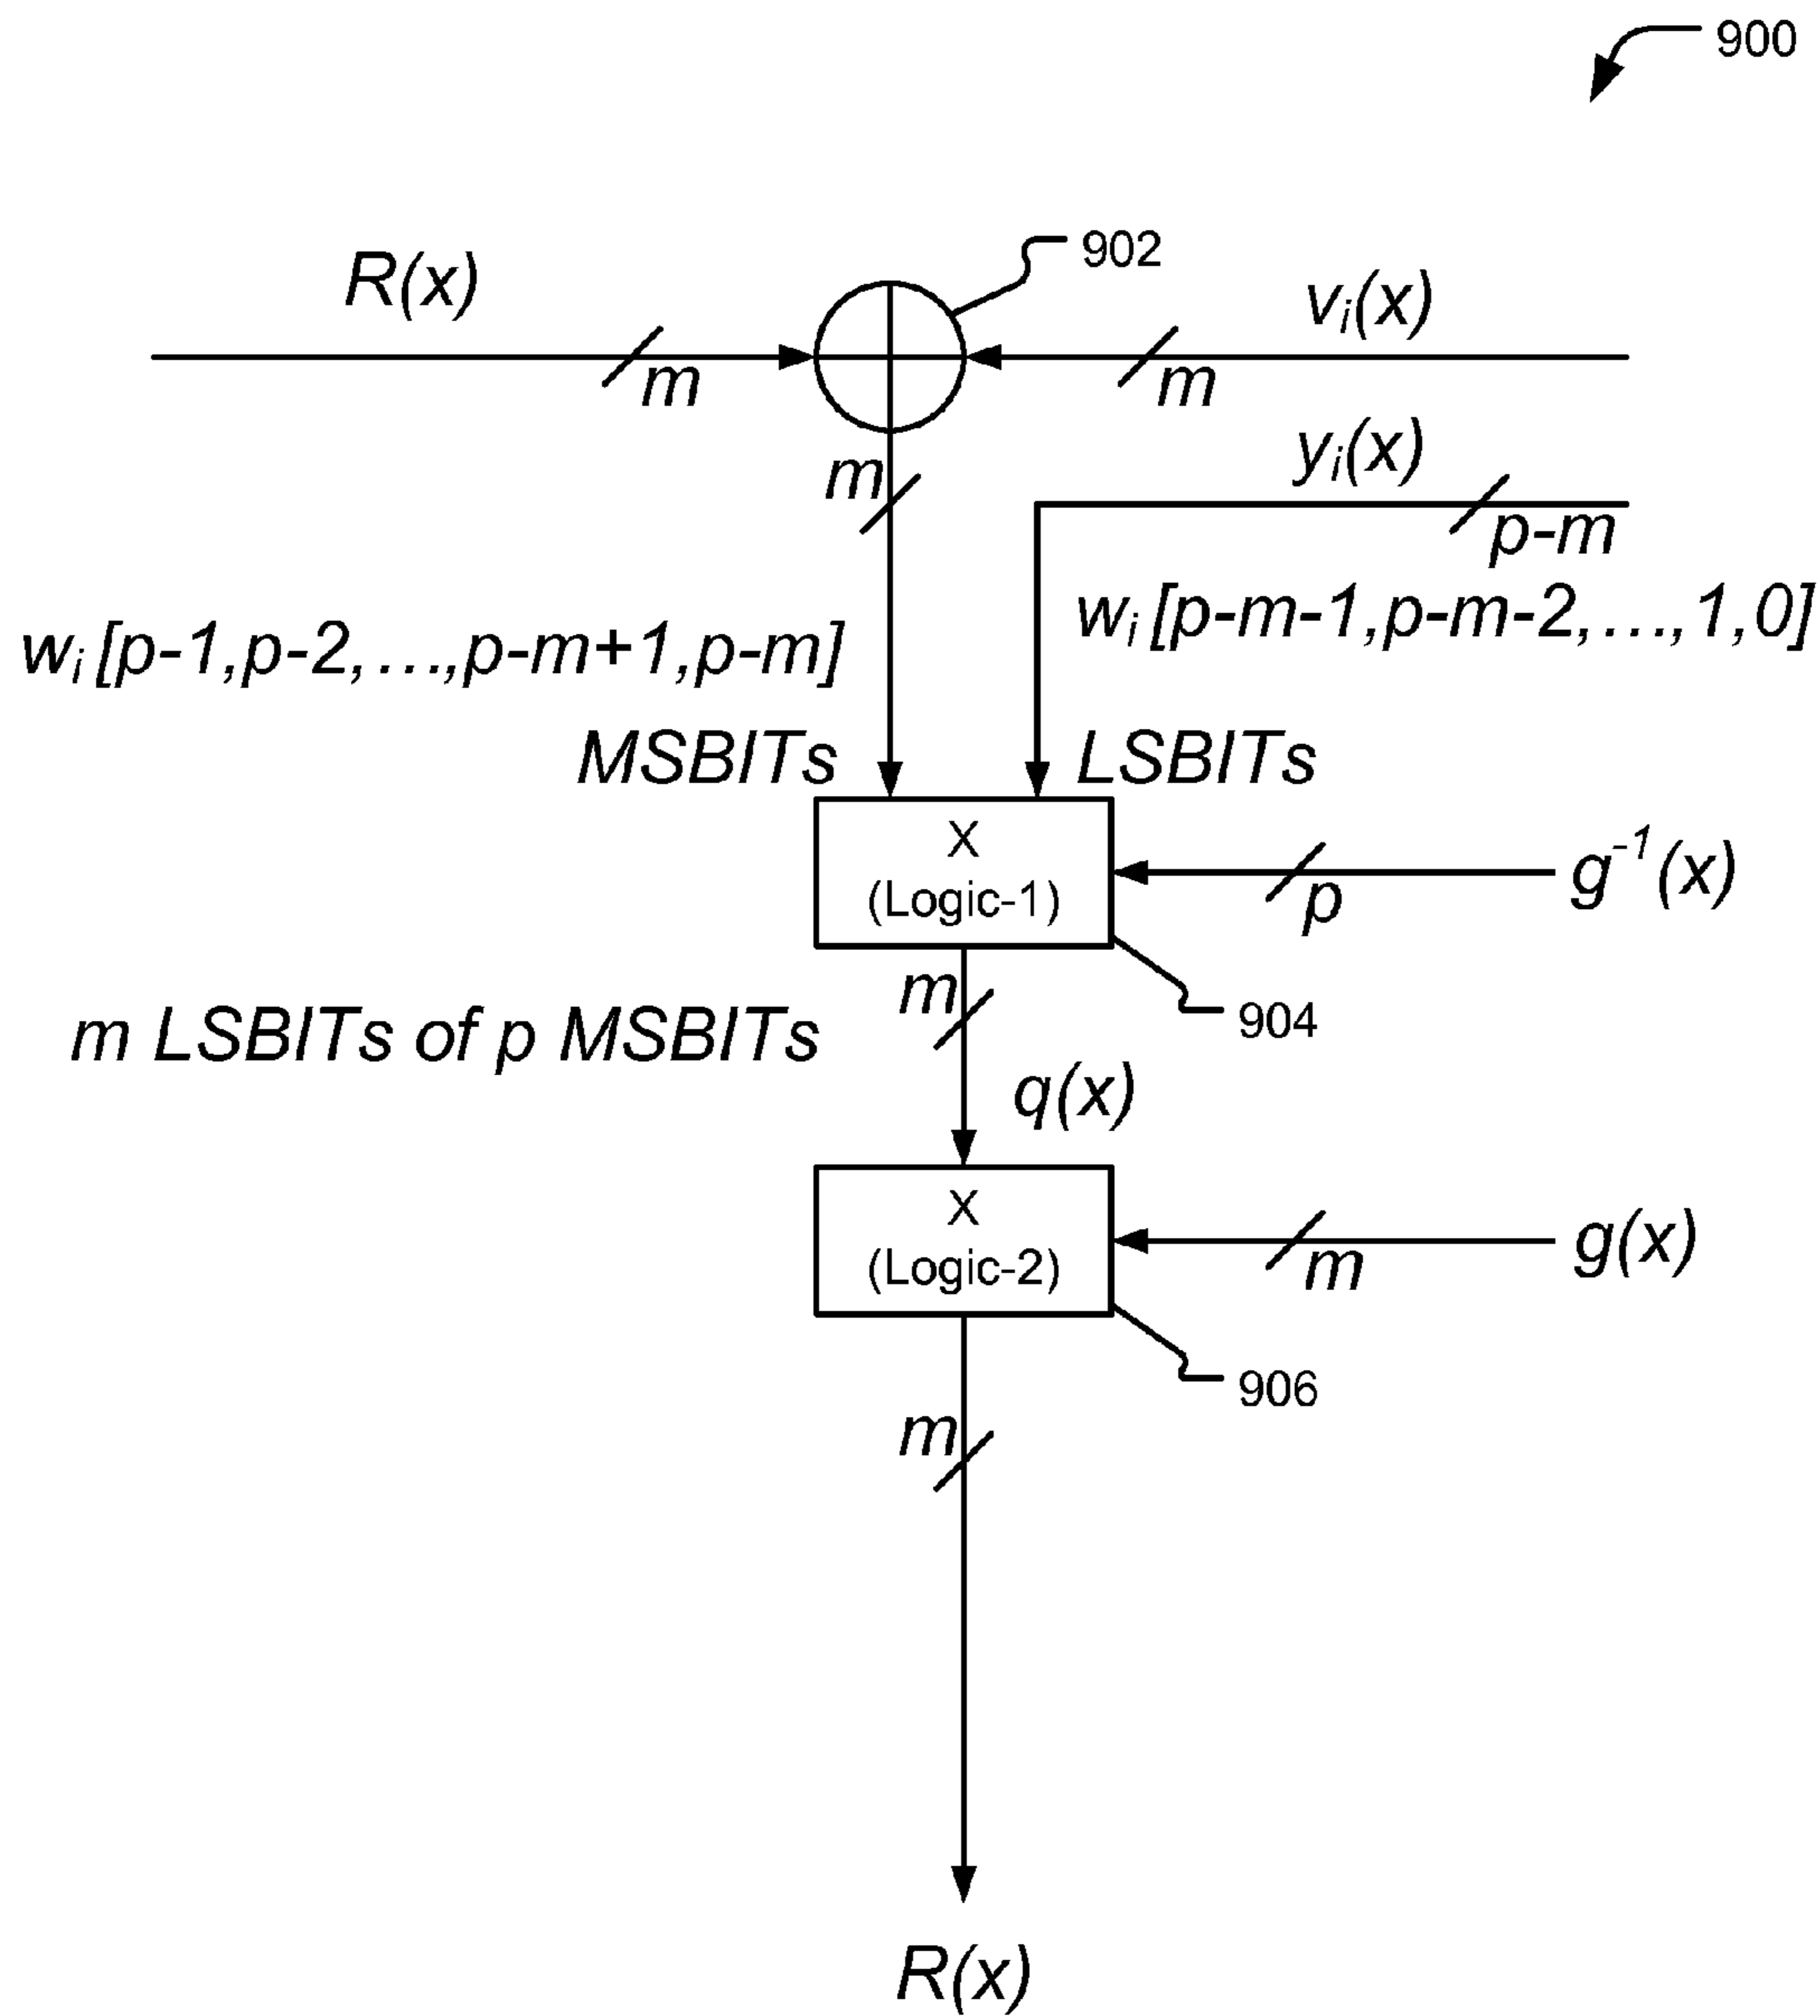 900
902
R(x)
vᵢ(x)
m
m
yᵢ(x)
m
p-m
wᵢ [p-m-1,p-m-2,...,1,0]
wᵢ [p-1,p-2,...,p-m+1,p-m]
MSBITs
LSBITs
X
(Logic-1)
g⁻¹(x)
p
m
904
m LSBITs of p MSBITs
q(x)
X
(Logic-2)
g(x)
m
906
m
R(x)